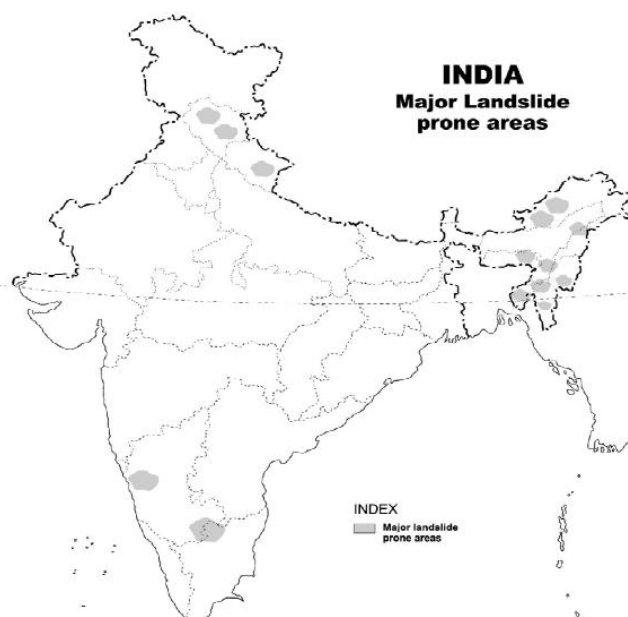 INDIA
Major Landslide
prone areas
INDEX
Major landslide
prone areas